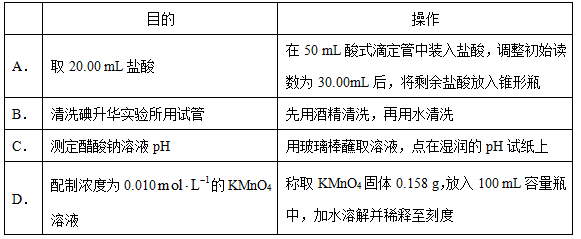 目的 操作
A． 取 20.00 mL 盐酸 在 50 mL 酸式滴定管中装入盐酸，调整初始读数为 30.00mL 后，将剩余盐酸放入锥形瓶
B． 清洗碘升华实验所用试管 先用酒精清洗，再用水清洗
C． 测定醋酸钠溶液 pH 用玻璃棒蘸取溶液，点在湿润的 pH 试纸上
D． 配制浓度为 0.010 mol·L⁻¹的 KMnO₄ 溶液 称取 KMnO₄ 固体 0.158 g，放入 100 mL 容量瓶中，加水溶解并稀释至刻度